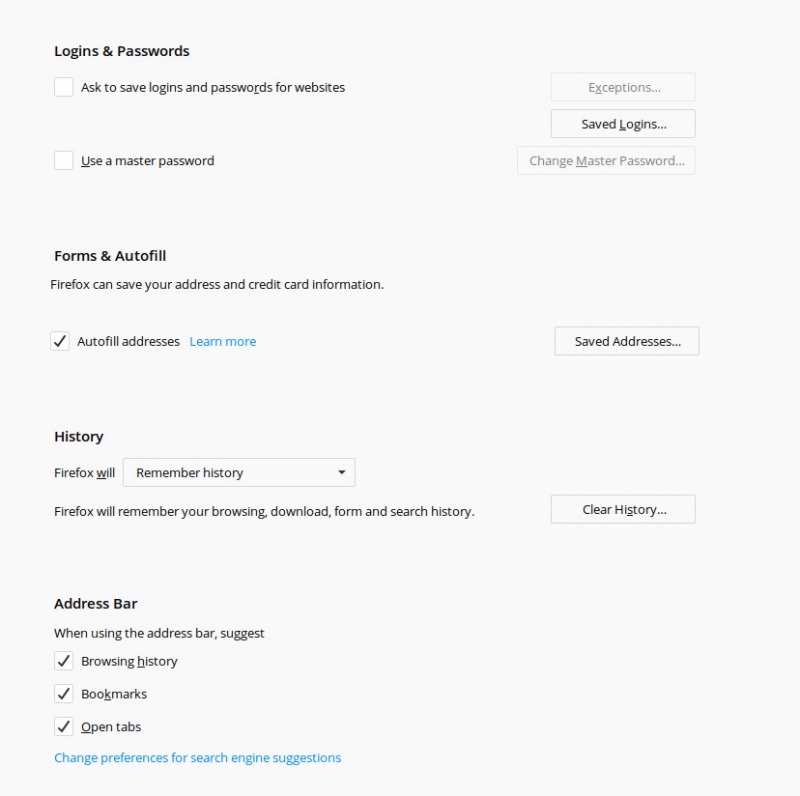 Logins & Passwords
Ask to save logins and passwords for websites
Exceptions...
Saved Logins...
Use a master password
Change Master Password...
Forms & Autofill
Firefox can save your address and credit card information.
Autofill addresses Learn more
Saved Addresses...
History
Firefox will Remember history
Firefox will remember your browsing, download, form and search history.
Clear History...
Address Bar
When using the address bar, suggest
Browsing history
Bookmarks
Open tabs
Change preferences for search engine suggestions